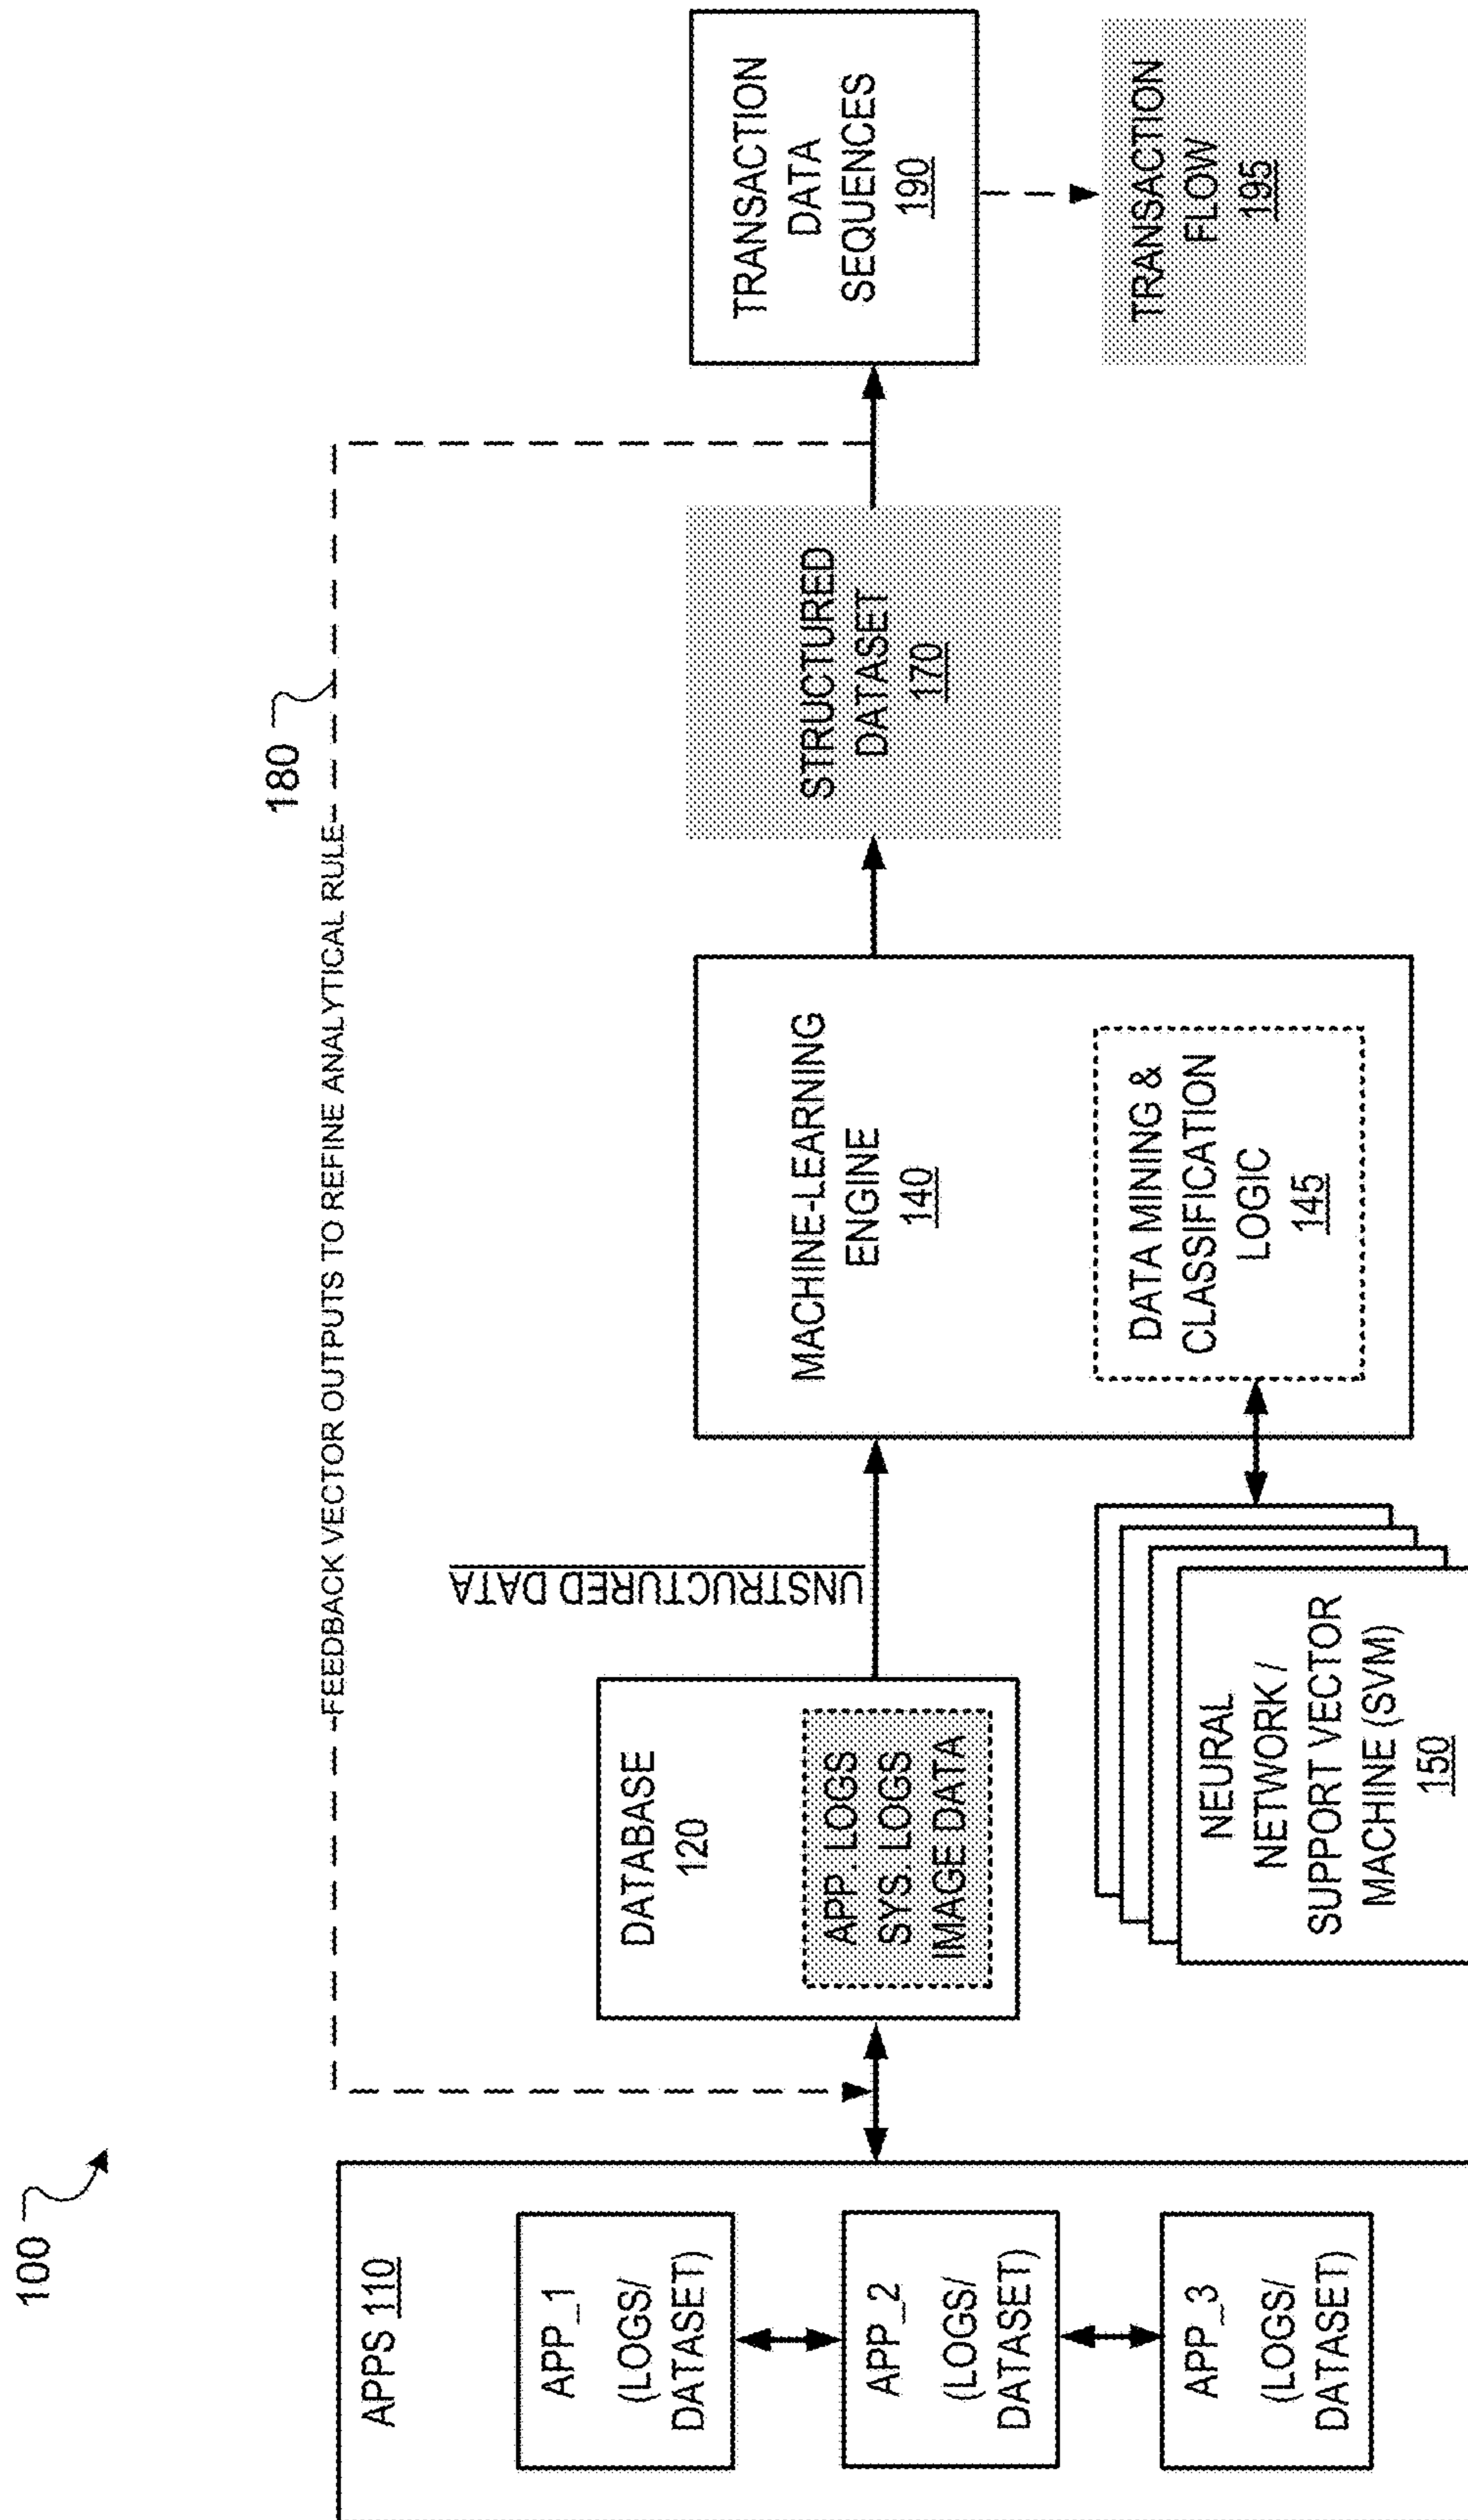 100
180
FEEDBACK VECTOR OUTPUTS TO REFINE ANALYTICAL RULE
APPS 110
APP_1
(LOGS/
DATASET)
APP_2
(LOGS/
DATASET)
APP_3
(LOGS/
DATASET)
DATABASE
120
APP. LOGS
SYS. LOGS
IMAGE DATA
UNSTRUCTURED DATA
MACHINE-LEARNING
ENGINE
140
DATA MINING &
CLASSIFICATION
LOGIC
145
NEURAL
NETWORK /
SUPPORT VECTOR
MACHINE (SVM)
150
STRUCTURED
DATASET
170
TRANSACTION
DATA
SEQUENCES
190
TRANSACTION
FLOW
195